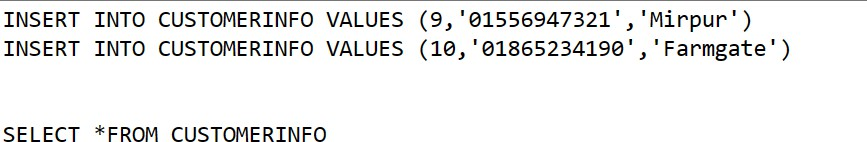 INSERT INTO CUSTOMERINFO VALUES (9,'01556947321','Mirpur')
INSERT INTO CUSTOMERINFO VALUES (10,'01865234190','Farmgate')
SELECT *FROM CUSTOMERINFO